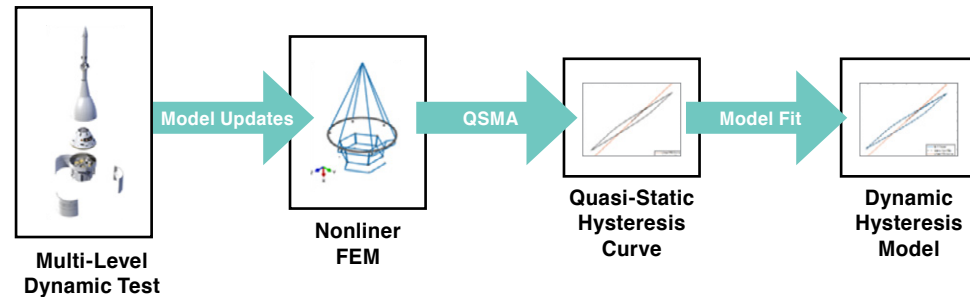 Model Updates
QSMA
Model Fit
Multi-Level
Dynamic Test
Nonliner
FEM
Quasi-Static
Hysteresis
Curve
Dynamic
Hysteresis
Model